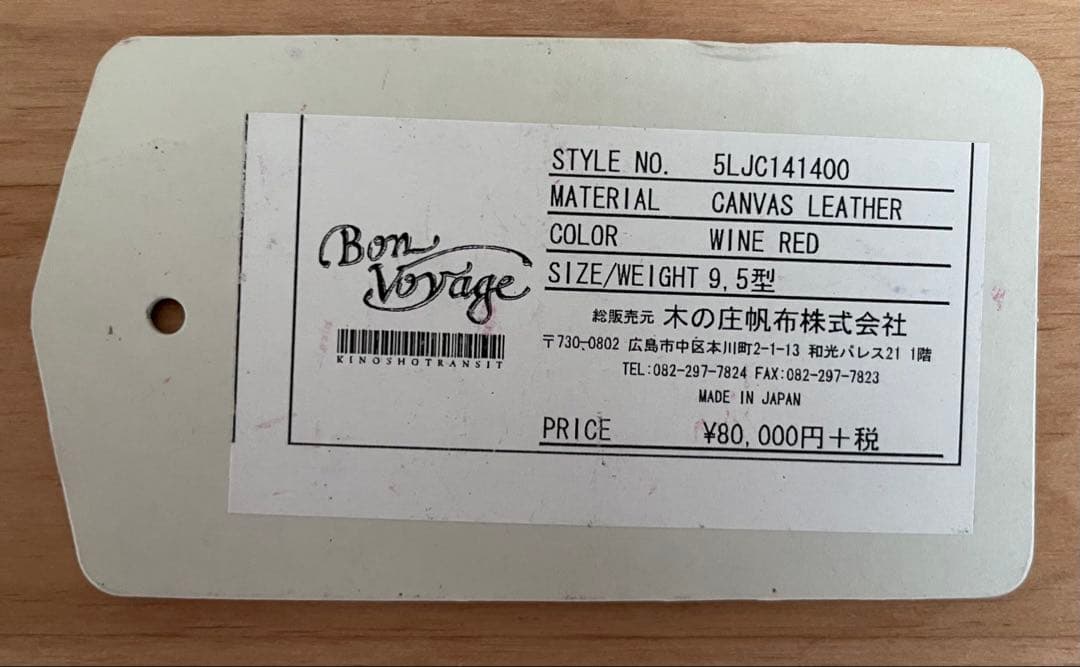 Bon
Voyage
KINOSHOTRANSIT
STYLE NO. 5LJC141400
MATERIAL CANVAS LEATHER
COLOR WINE RED
SIZE/WEIGHT 9,5型
総販売元 木の庄帆布株式会社
〒730-0802 広島市中区本川町2-1-13 和光パレス21 1階
TEL:082-297-7824 FAX:082-297-7823
MADE IN JAPAN
PRICE ¥80,000円+税